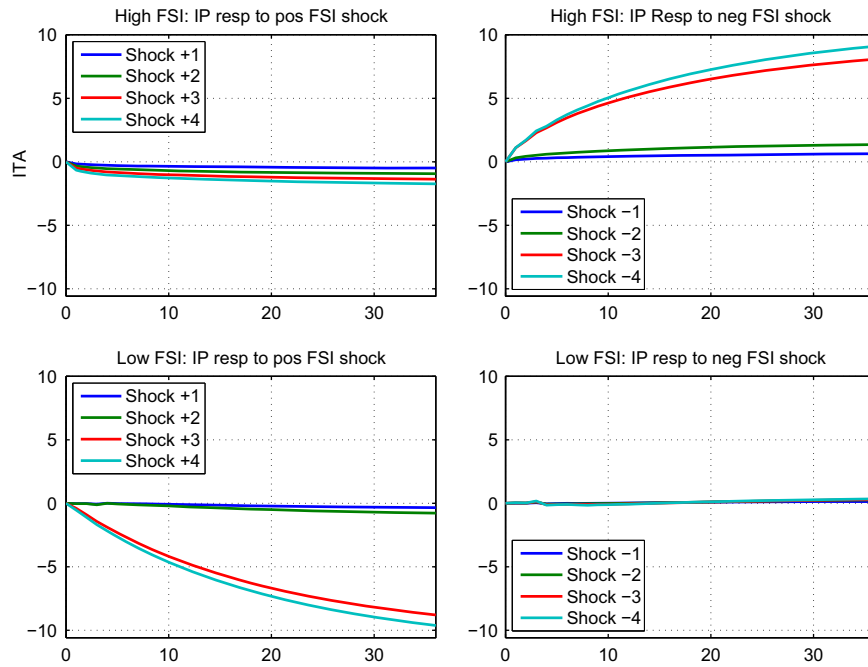 High FSI: IP resp to pos FSI shock
ITA
10
5
0
−5
−10
0
10
20
30
Shock +1
Shock +2
Shock +3
Shock +4
High FSI: IP Resp to neg FSI shock
10
5
0
−5
−10
0
10
20
30
Shock −1
Shock −2
Shock −3
Shock −4
Low FSI: IP resp to pos FSI shock
10
5
0
−5
−10
0
10
20
30
Shock +1
Shock +2
Shock +3
Shock +4
Low FSI: IP resp to neg FSI shock
10
5
0
−5
−10
0
10
20
30
Shock −1
Shock −2
Shock −3
Shock −4